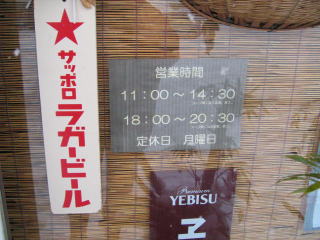 ★
サッポロラガービール
営業時間
11:00～14:30
18:00～20:30
定休日 月曜日
Premium
YEBISU
ヱ